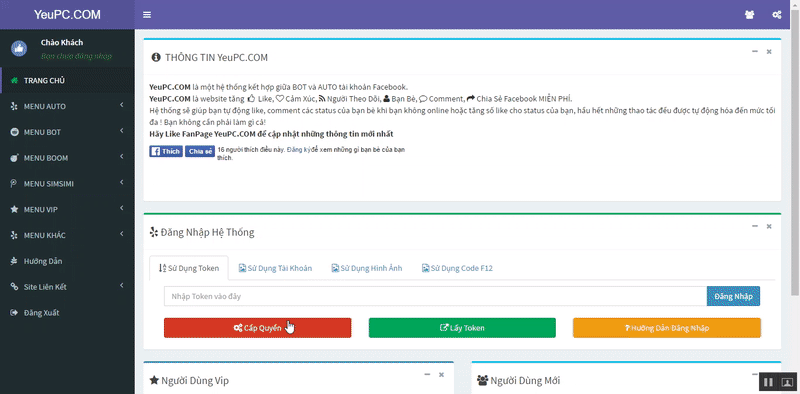 YeuPC.COM
Chào Khách
Bạn chưa đăng nhập
TRANG CHỦ
MENU AUTO
MENU BOT
MENU BOOM
MENU SIMSIMI
MENU VIP
MENU KHÁC
Hướng Dẫn
Site Liên Kết
Đăng Xuất
THÔNG TIN YeuPC.COM
YeuPC.COM là một hệ thống kết hợp giữa BOT và AUTO tài khoản Facebook.
YeuPC.COM là website tăng Like, Cảm Xúc, Người Theo Dõi, Bạn Bè, Comment, Chia Sẻ Facebook MIỄN PHÍ.
Hệ thống sẽ giúp bạn tự động like, comment các status của bạn bè khi bạn không online hoặc tăng số like cho status của bạn, hầu hết những thao tác đều được tự động hóa đến mức tối
đa ! Bạn không cần phải làm gì cả!
Hãy Like FanPage YeuPC.COM để cập nhật những thông tin mới nhất
Thích Chia sẻ 16 người thích điều này. Đăng ký để xem những gì bạn bè của bạn
thích.
Đăng Nhập Hệ Thống
Sử Dụng Token Sử Dụng Tài Khoản Sử Dụng Hình Ảnh Sử Dụng Code F12
Nhập Token vào đây Đăng Nhập
Cấp Quyền Lấy Token ? Hướng Dẫn Đăng Nhập
Người Dùng Vip Người Dùng Mới